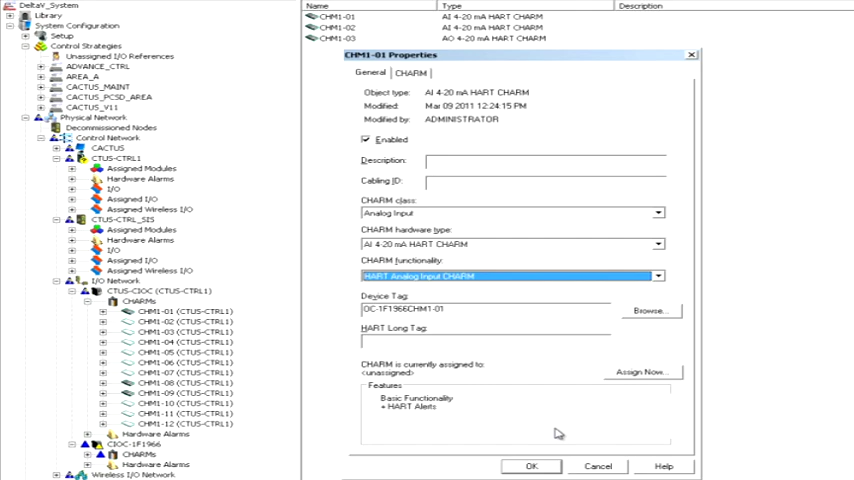 DeltaV_System
Library
System Configuration
Setup
Control Strategies
Unassigned I/O References
ADVANCE_CTRL
AREA_A
CACTUS_MAINT
CACTUS_PCSD_AREA
CACTUS_V11
Physical Network
Decommissioned Nodes
Control Network
CACTUS
CTUS-CTRL1
Assigned Modules
Hardware Alarms
I/O
Assigned I/O
Assigned Wireless I/O
CTUS-CTRL_SIS
Assigned Modules
Hardware Alarms
I/O
Assigned I/O
Assigned Wireless I/O
I/O Network
CTUS-CIOC (CTUS-CTRL1)
CHARMs
CHM1-01 (CTUS-CTRL1)
CHM1-02 (CTUS-CTRL1)
CHM1-03 (CTUS-CTRL1)
CHM1-04 (CTUS-CTRL1)
CHM1-05 (CTUS-CTRL1)
CHM1-06 (CTUS-CTRL1)
CHM1-07 (CTUS-CTRL1)
CHM1-08 (CTUS-CTRL1)
CHM1-09 (CTUS-CTRL1)
CHM1-10 (CTUS-CTRL1)
CHM1-11 (CTUS-CTRL1)
CHM1-12 (CTUS-CTRL1)
Hardware Alarms
CIOC-1F1966
CHARMs
Hardware Alarms
Wireless I/O Network
Name Type Description
CHM1-01 AI 4-20 mA HART CHARM
CHM1-02 AI 4-20 mA HART CHARM
CHM1-03 AO 4-20 mA HART CHARM
CHM1-01 Properties
General CHARM
Object type: AI 4-20 mA HART CHARM
Modified: Mar 09 2011 12:24:15 PM
Modified by: ADMINISTRATOR
Enabled
Description:
Cabling ID:
CHARM class:
Analog Input
CHARM hardware type:
AI 4-20 mA HART CHARM
CHARM functionality:
HART Analog Input CHARM
Device Tag:
OC-1F1966CHM1-01
Browse...
HART Long Tag:
CHARM is currently assigned to:
<unassigned>
Assign Now...
Features
Basic Functionality
+ HART Alerts
OK Cancel Help